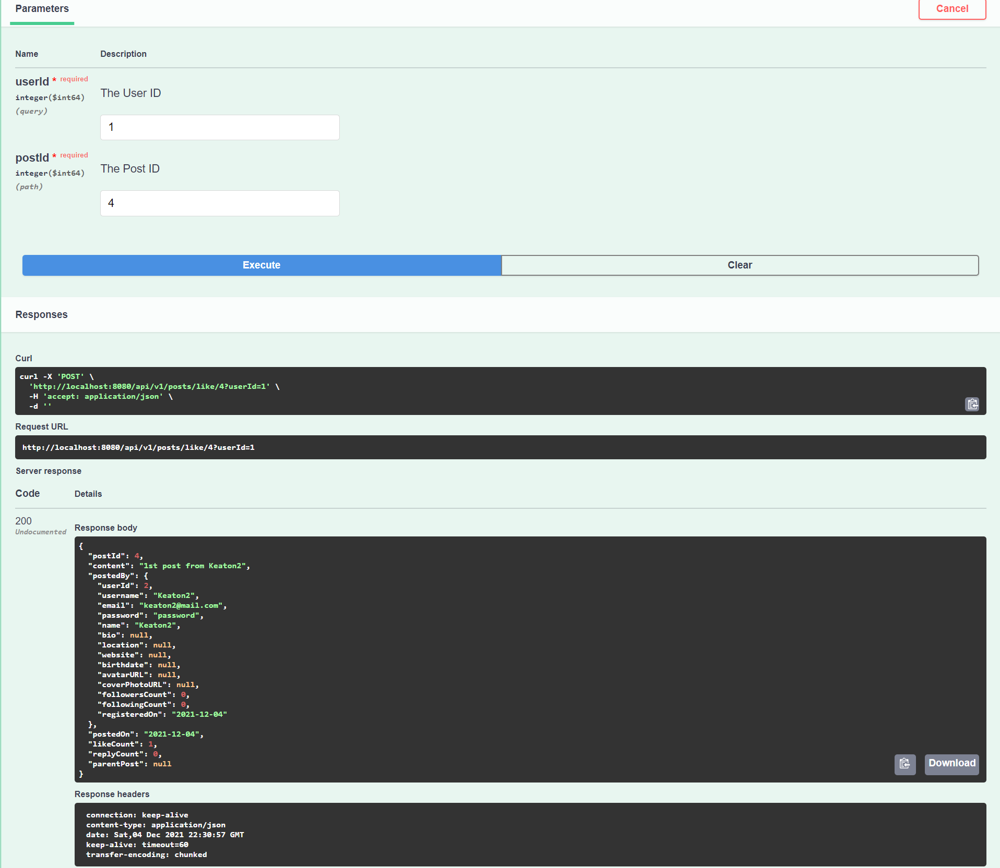 Parameters
Cancel
Name Description
userId * required
integer($int64)
(query)
The User ID
1
postId * required
integer($int64)
(path)
The Post ID
4
Execute Clear
Responses
Curl
curl -X 'POST' \
  'http://localhost:8080/api/v1/posts/like/4?userId=1' \
  -H 'accept: application/json' \
  -d ''
Request URL
http://localhost:8080/api/v1/posts/like/4?userId=1
Server response
Code Details
200
Undocumented
Response body
{
  "postId": 4,
  "content": "1st post from Keaton2",
  "postedBy": {
    "userId": 2,
    "username": "Keaton2",
    "email": "keaton2@mail.com",
    "password": "password",
    "name": "Keaton2",
    "bio": null,
    "location": null,
    "website": null,
    "birthdate": null,
    "avatarURL": null,
    "coverPhotoURL": null,
    "followersCount": 0,
    "followingCount": 0,
    "registeredOn": "2021-12-04"
  },
  "postedOn": "2021-12-04",
  "likeCount": 1,
  "replyCount": 0,
  "parentPost": null
}
Download
Response headers
connection: keep-alive
content-type: application/json
date: Sat,04 Dec 2021 22:30:57 GMT
keep-alive: timeout=60
transfer-encoding: chunked